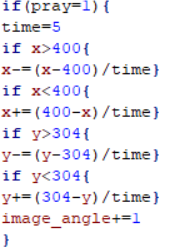 if(pray=1){
time=5
if x>400{
x-=(x-400)/time}
if x<400{
x+=(400-x)/time}
if y>304{
y-=(y-304)/time}
if y<304{
y+=(304-y)/time}
image_angle+=1
}